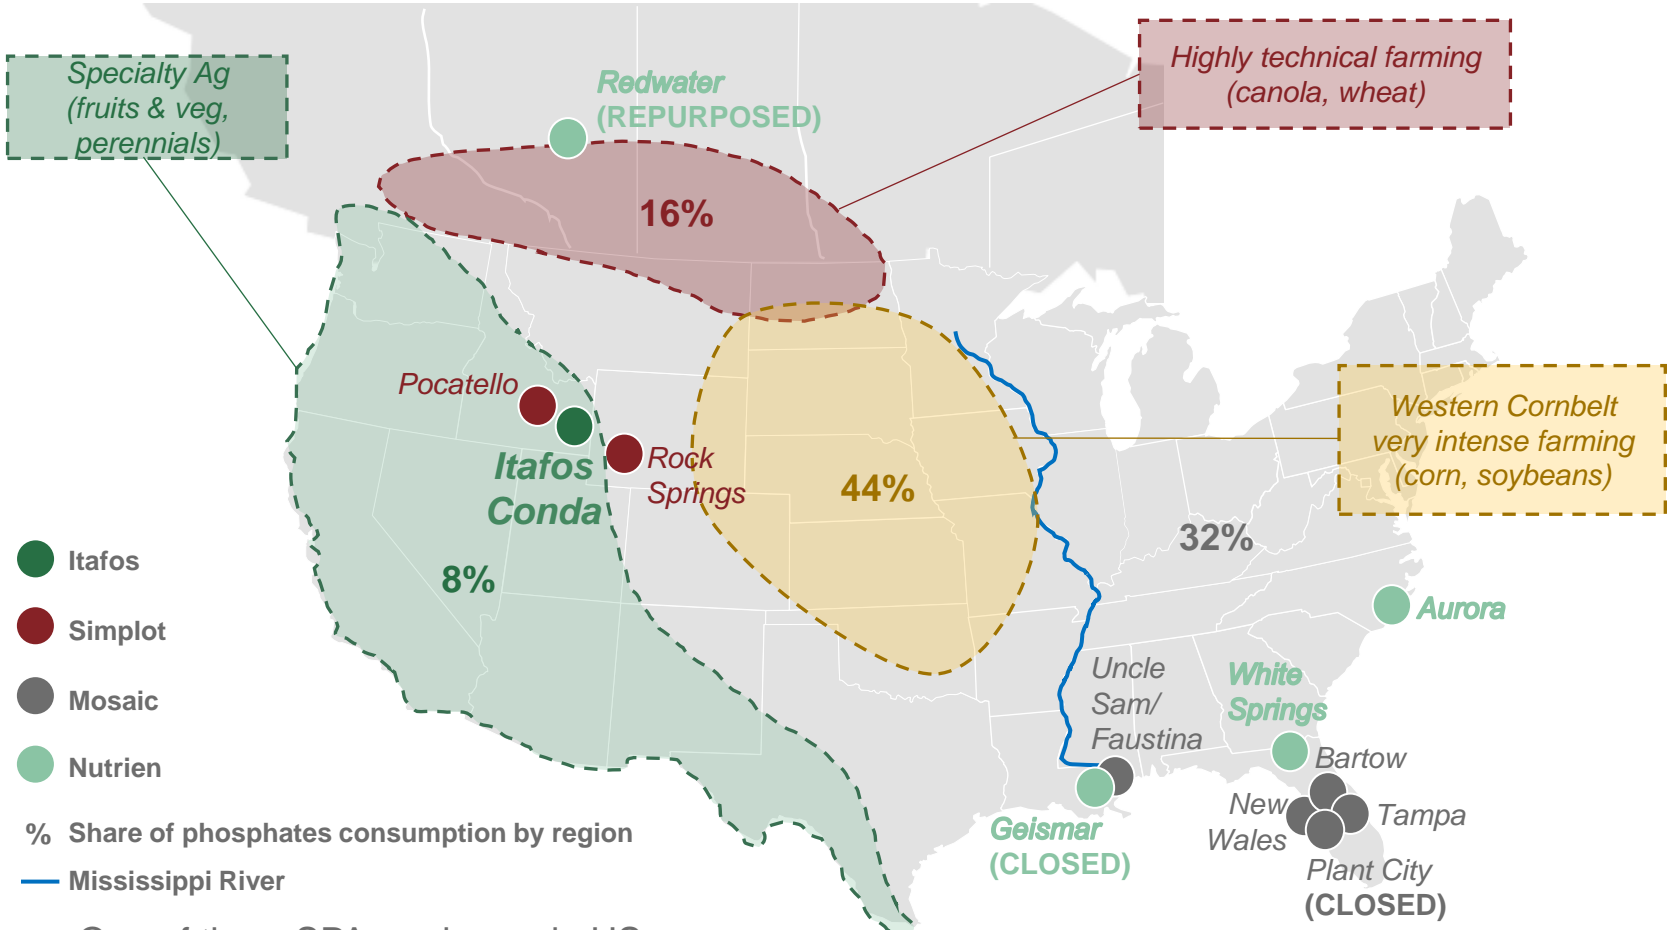 Specialty Ag
(fruits & veg,
perennials)
Redwater
(REPURPOSED)
Highly technical farming
(canola, wheat)
16%
Pocatello
Itafos
Conda
Rock
Springs
44%
Western Cornbelt
very intense farming
(corn, soybeans)
32%
8%
Aurora
Uncle
Sam/
Faustina
White
Springs
Bartow
New
Wales
Tampa
Plant City
(CLOSED)
Geismar
(CLOSED)
Itafos
Simplot
Mosaic
Nutrien
% Share of phosphates consumption by region
Mississippi River